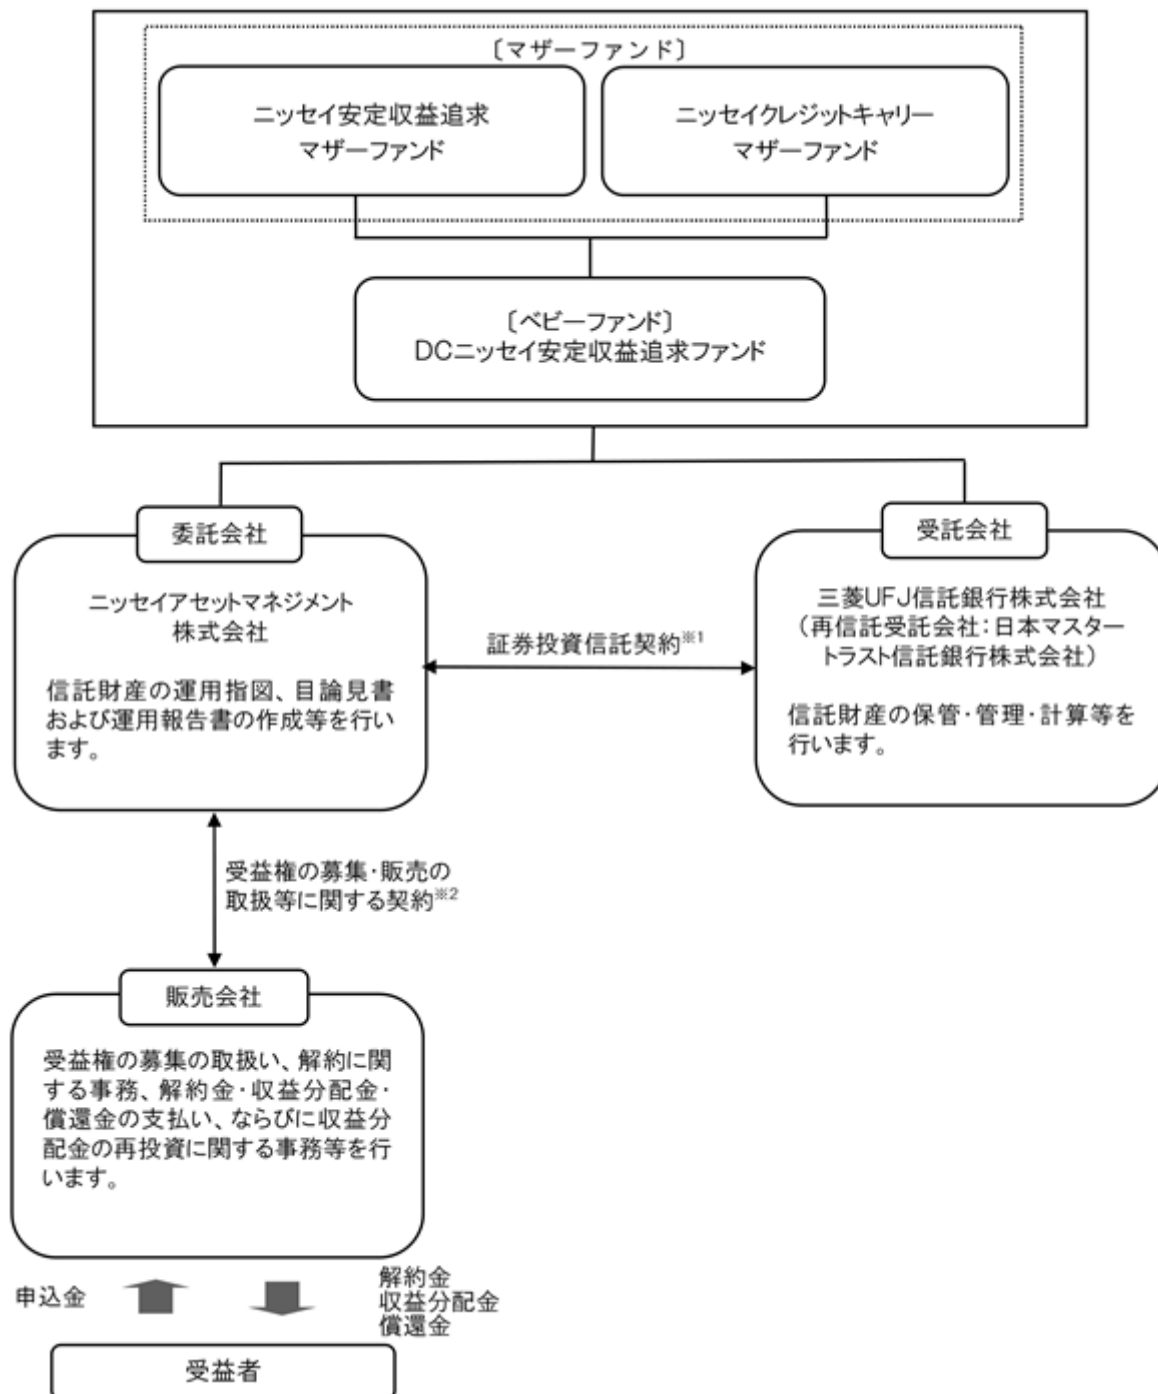 〔マザーファンド〕
ニッセイ安定収益追求
マザーファンド
ニッセイクレジットキャリー
マザーファンド
〔ベビーファンド〕
DCニッセイ安定収益追求ファンド
委託会社
ニッセイアセットマネジメント
株式会社
信託財産の運用指図、目論見書
および運用報告書の作成等を行い
ます。
証券投資信託契約※1
受託会社
三菱UFJ信託銀行株式会社
（再信託受託会社：日本マスター
トラスト信託銀行株式会社）
信託財産の保管・管理・計算等を
行います。
受益権の募集・販売の
取扱等に関する契約※2
販売会社
受益権の募集の取扱い、解約に関
する事務、解約金・収益分配金・
償還金の支払い、ならびに収益分
配金の再投資に関する事務等を行
います。
申込金
解約金
収益分配金
償還金
受益者